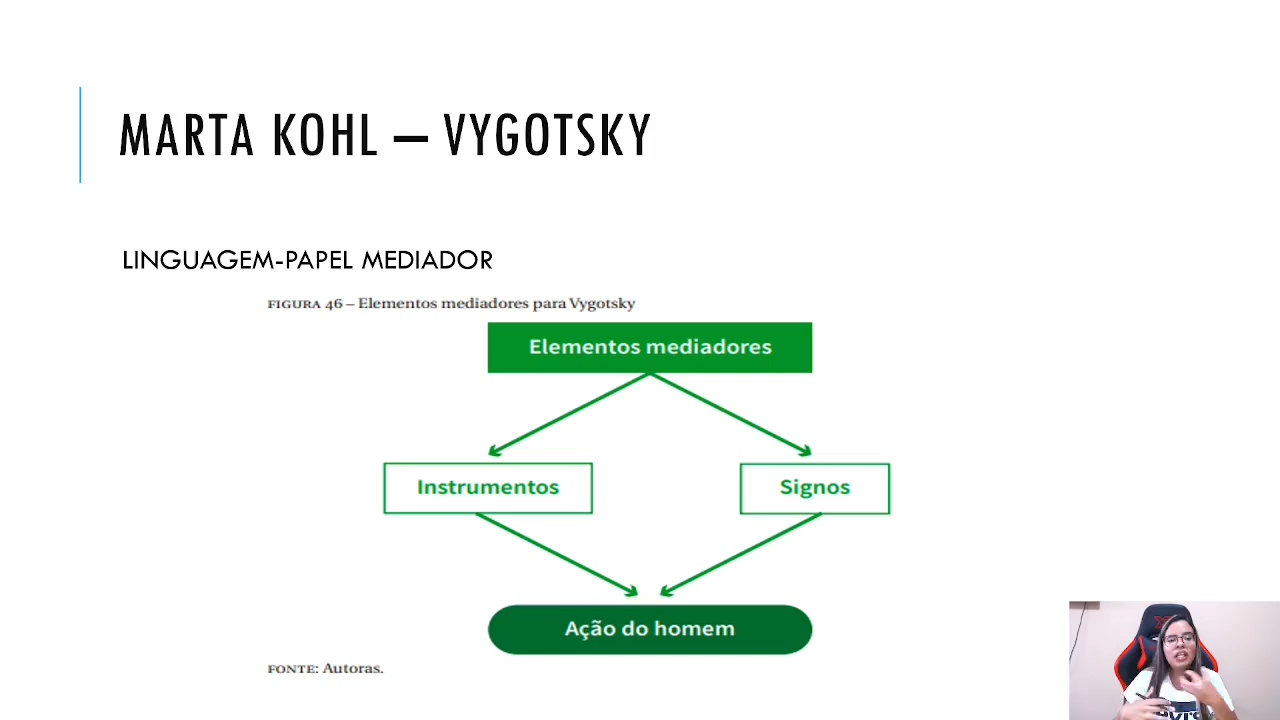 MARTA KOHL – VYGOTSKY
LINGUAGEM-PAPEL MEDIADOR
FIGURA 46 – Elementos mediadores para Vygotsky
Elementos mediadores
Instrumentos
Signos
Ação do homem
FONTE: Autoras.